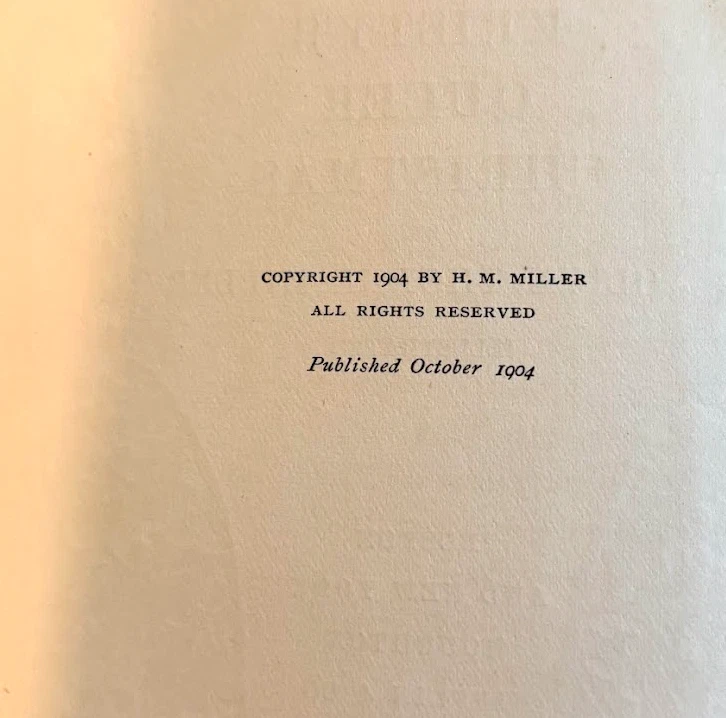 COPYRIGHT 1904 BY H. M. MILLER
ALL RIGHTS RESERVED
Published October 1904